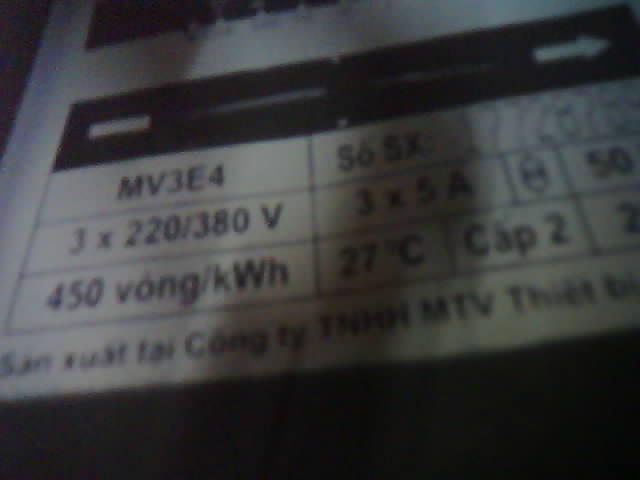 MV3E4 Số SX:
3 x 220/380 V 3 x 5 A 50
450 vòng/kWh 27 °C Cấp 2 2
Sản xuất tại Công ty TNHH MTV Thiết bị